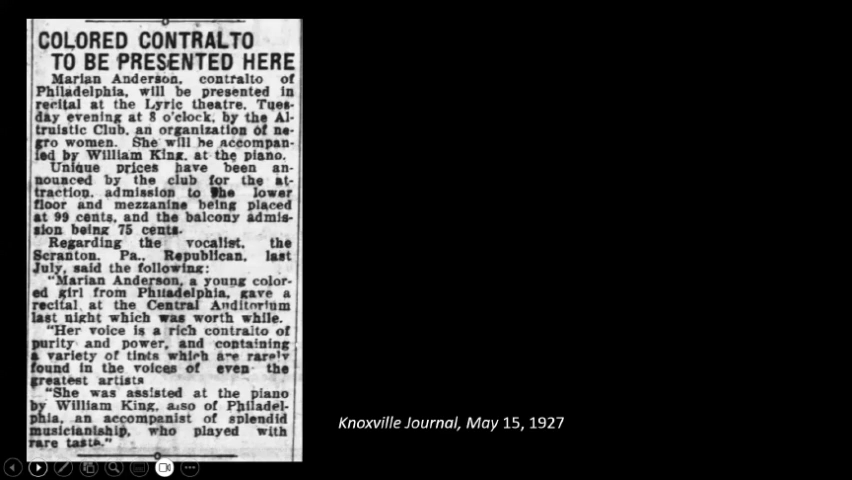 COLORED CONTRALTO
TO BE PRESENTED HERE
Marian Anderson, contralto of
Philadelphia, will be presented in
recital at the Lyric theatre, Tues-
day evening at 8 o'clock, by the Al-
truistic Club, an organization of ne-
gro women. She will be accompan-
ied by William King, at the piano.
Unique prices have been an-
nounced by the club for the at-
traction, admission to the lower
floor and mezzanine being placed
at 99 cents, and the balcony admis-
sion being 75 cents.
Regarding the vocalist, the
Scranton, Pa., Republican, last
July, said the following:
"Marian Anderson, a young color-
ed girl from Philadelphia, gave a
recital at the Central Auditorium
last night which was worth while.
"Her voice is a rich contralto of
purity and power, and containing
a variety of tints which are rarely
found in the voices of even the
greatest artists
"She was assisted at the piano
by William King, also of Philadel-
phia, an accompanist of splendid
musicianship, who played with
rare taste."
Knoxville Journal, May 15, 1927